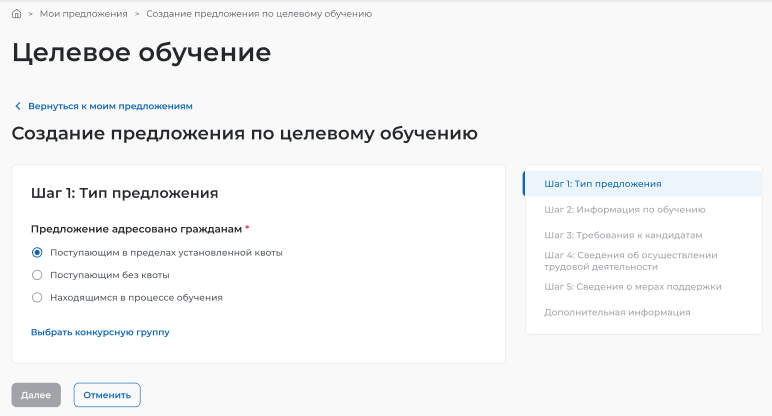 > Мои предложения > Создание предложения по целевому обучению
Целевое обучение
Вернуться к моим предложениям
Создание предложения по целевому обучению
Шаг 1: Тип предложения
Предложение адресовано гражданам *
Поступающим в пределах установленной квоты
Поступающим без квоты
Находящимся в процессе обучения
Выбрать конкурсную группу
Далее
Отменить
Шаг 1: Тип предложения
Шаг 2: Информация по обучению
Шаг 3: Требования к кандидатам
Шаг 4: Сведения об осуществлении
трудовой деятельности
Шаг 5: Сведения о мерах поддержки
Дополнительная информация